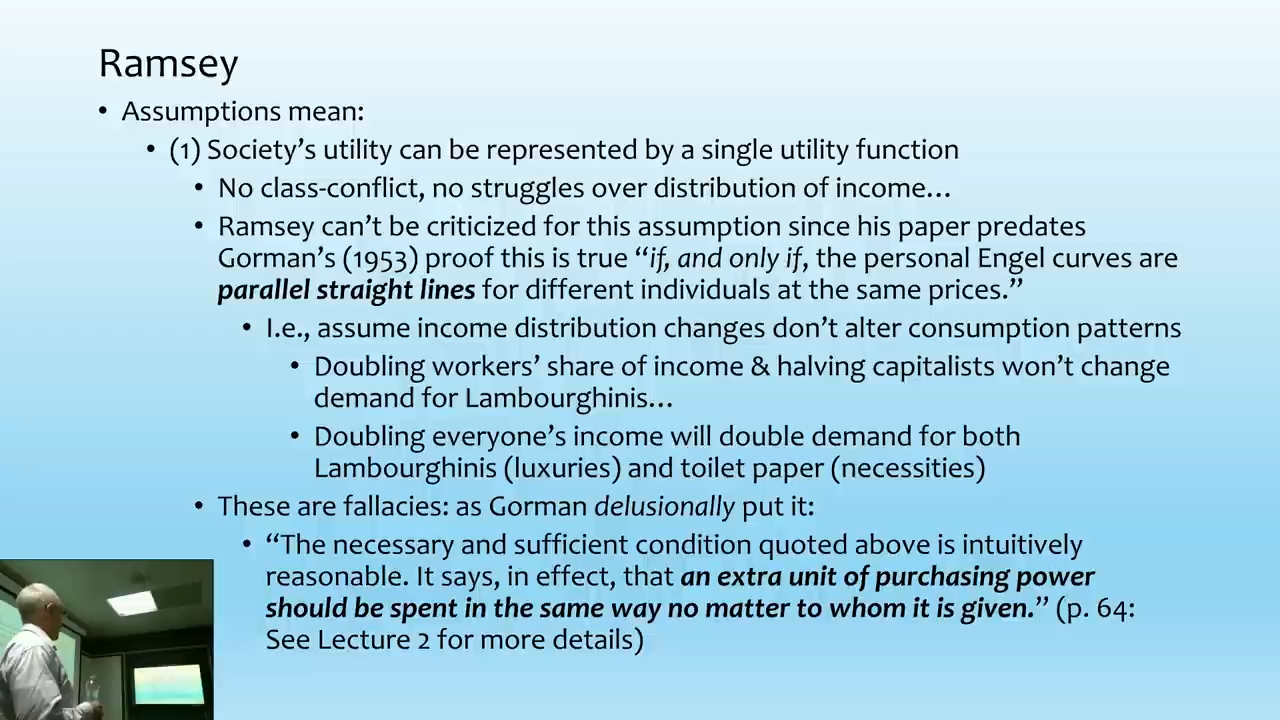 Ramsey
• Assumptions mean:
• (1) Society’s utility can be represented by a single utility function
• No class-conflict, no struggles over distribution of income…
• Ramsey can’t be criticized for this assumption since his paper predates
Gorman’s (1953) proof this is true “if, and only if, the personal Engel curves are
parallel straight lines for different individuals at the same prices.”
• I.e., assume income distribution changes don’t alter consumption patterns
• Doubling workers’ share of income & halving capitalists won’t change
demand for Lambourghinis…
• Doubling everyone’s income will double demand for both
Lambourghinis (luxuries) and toilet paper (necessities)
• These are fallacies: as Gorman delusionally put it:
• “The necessary and sufficient condition quoted above is intuitively
reasonable. It says, in effect, that an extra unit of purchasing power
should be spent in the same way no matter to whom it is given.” (p. 64:
See Lecture 2 for more details)